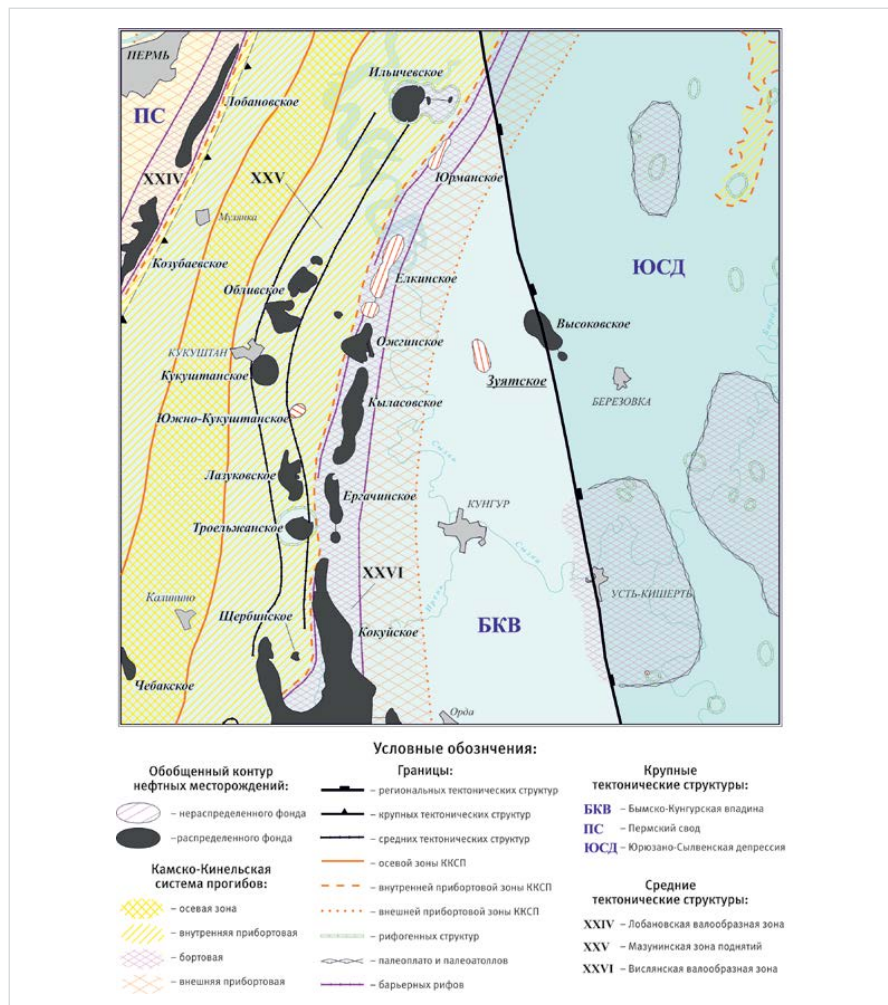 ПЕРМЬ
Ильичевское
Лобановское
ПС
XXIV
XXV
Юрманское
Мулянка
Козубаевское
Елкинское
ЮСД
Обливское
Высоковское
Ожгинское
КУКУШТАН
Кукуштанское
Зуятское
БЕРЕЗОВКА
Кыласовское
Южно-Кукуштанское
Сылва
Лазуковское
Ергачинское
КУНГУР
Троельжанское
Сылва
XXVI
Ирень
УСТЬ-КИШЕРТЬ
Калинино
Щербинское
Кокуйское
БКВ
Чебакское
Орда
Условные обозначения:
Обобщенный контур
нефтных месторождений:
– нераспределенного фонда
–распределенного фонда
Камско-Кинельская
система прогибов:
– осевая зона
– внутренняя прибортовая
– бортовая
– внешняя прибортовая
Границы:
– региональных тектонических структур
– крупных тектонических структур
– средних тектонических структур
– осевой зоны ККСП
– внутренней прибортовой зоны ККСП
– внешней прибортовой зоны ККСП
– рифогенных структур
– палеоплато и палеоатоллов
– барьерных рифов
Крупные
тектонические структуры:
БКВ – Бымско-Кунгурская впадина
ПС – Пермский свод
ЮСД – Юрюзано-Сылвенская депрессия
Средние
тектонические структуры:
XXIV – Лобановская валообразная зона
XXV – Мазунинская зона поднятий
XXVI – Вислянская валообразная зона